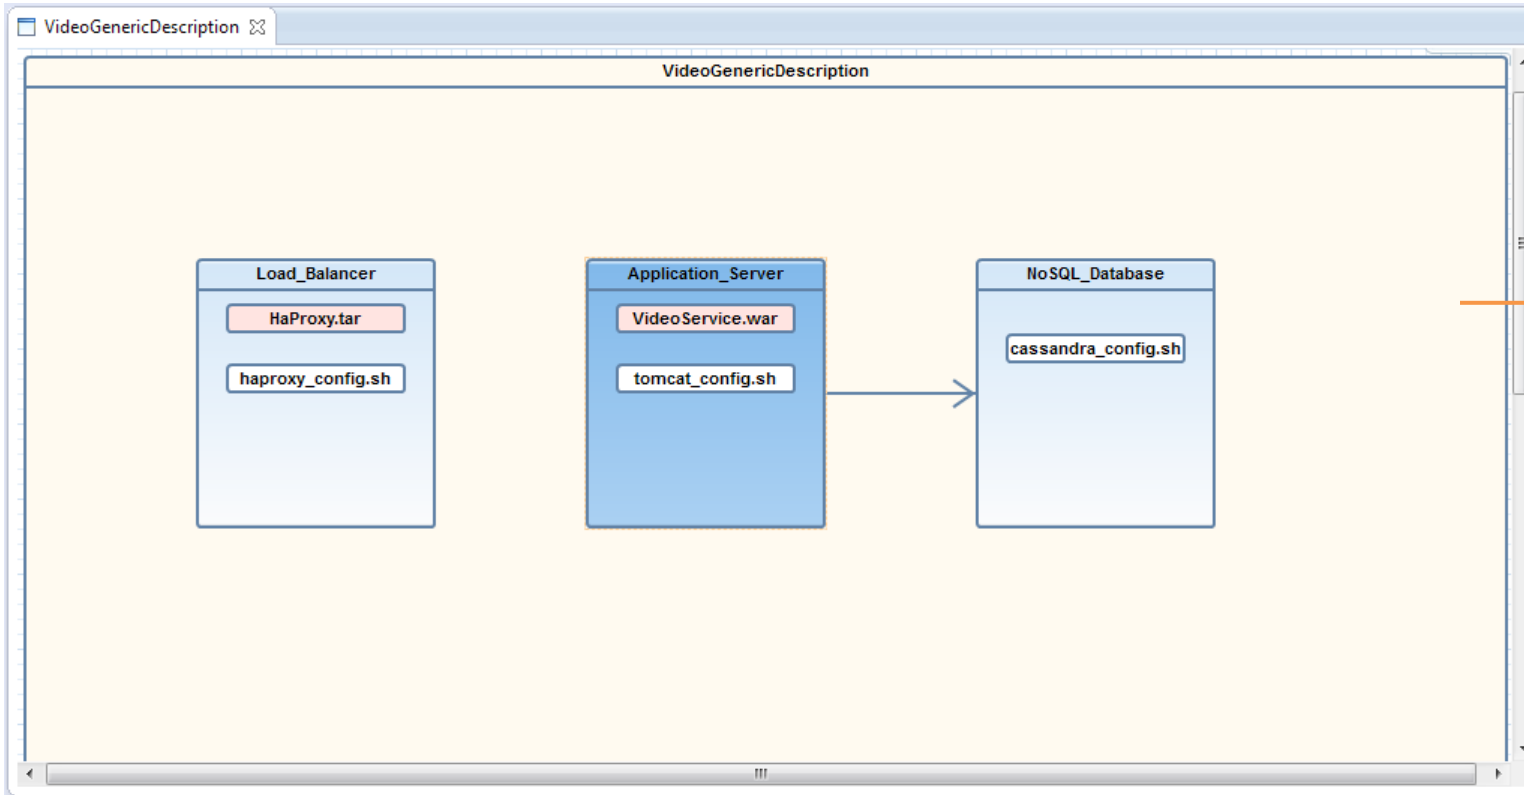 VideoGenericDescription
VideoGenericDescription
Load_Balancer
HaProxy.tar
haproxy_config.sh
Application_Server
VideoService.war
tomcat_config.sh
NoSQL_Database
cassandra_config.sh